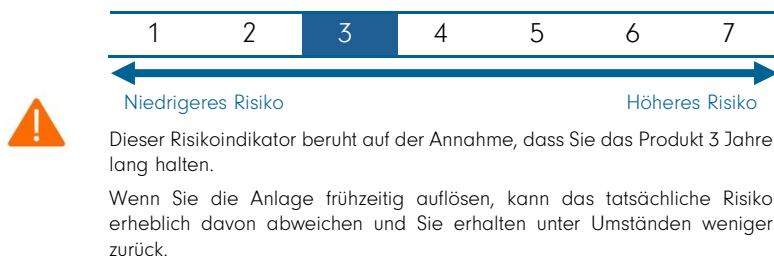 1 2 3 4 5 6 7
Niedrigeres Risiko Höheres Risiko
Dieser Risikoindikator beruht auf der Annahme, dass Sie das Produkt 3 Jahre
lang halten.
Wenn Sie die Anlage frühzeitig auflösen, kann das tatsächliche Risiko
erheblich davon abweichen und Sie erhalten unter Umständen weniger
zurück.